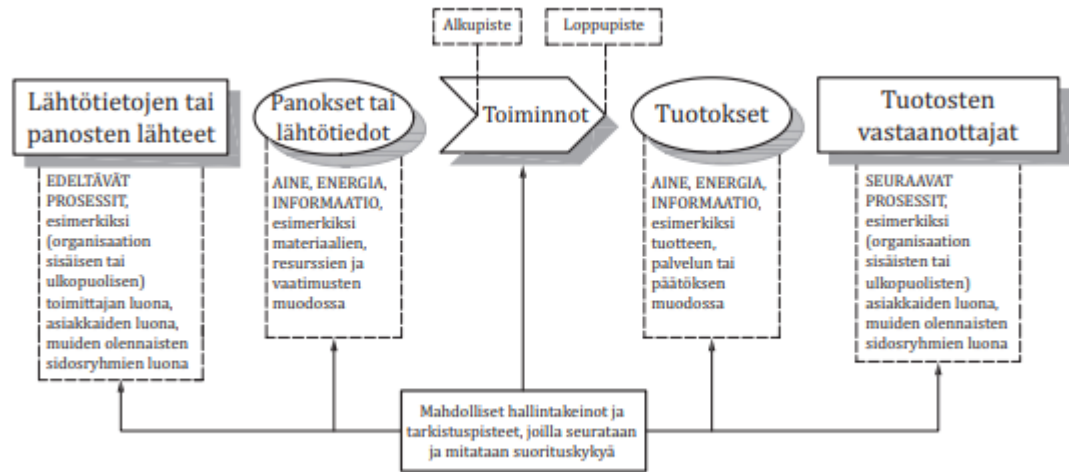 Alkupiste
Loppupiste
Lähtötietojen tai
panosten lähteet
Panokset tai
lähtötiedot
Toiminnot
Tuotokset
Tuotosten
vastaanottajat
EDELTÄVÄT
PROSESSIT,
esimerkiksi
(organisaation
sisäisen tai
ulkopuolisen)
toimittajan luona,
asiakkaiden luona,
muiden olennaisten
sidosryhmien luona
AINE, ENERGIA,
INFORMAATIO,
esimerkiksi
materiaalien,
resurssien ja
vaatimusten
muodossa
AINE, ENERGIA,
INFORMAATIO,
esimerkiksi
tuotteen,
palvelun tai
päätöksen
muodossa
SEURAAVAT
PROSESSIT,
esimerkiksi
(organisaation
sisäisten tai
ulkopuolisten)
asiakkaiden luona,
muiden olennaisten
sidosryhmien luona
Mahdolliset hallintakeinot ja
tarkistuspisteet, joilla seurataan
ja mitataan suorituskykyä